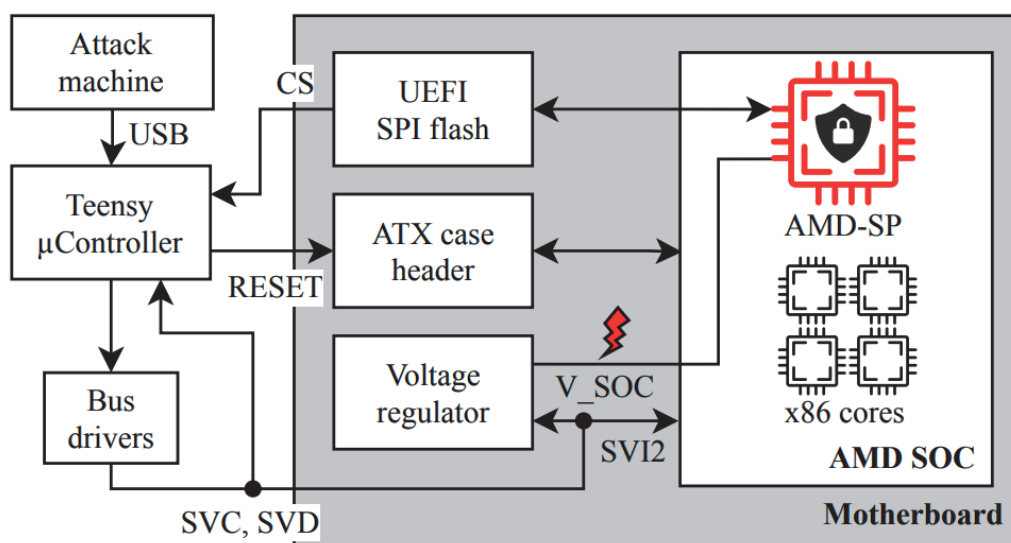 Attack
machine
USB
CS
UEFI
SPI flash
Teensy
µController
RESET
ATX case
header
AMD-SP
Voltage
regulator
V_SOC
SVI2
x86 cores
AMD SOC
Bus
drivers
SVC, SVD
Motherboard